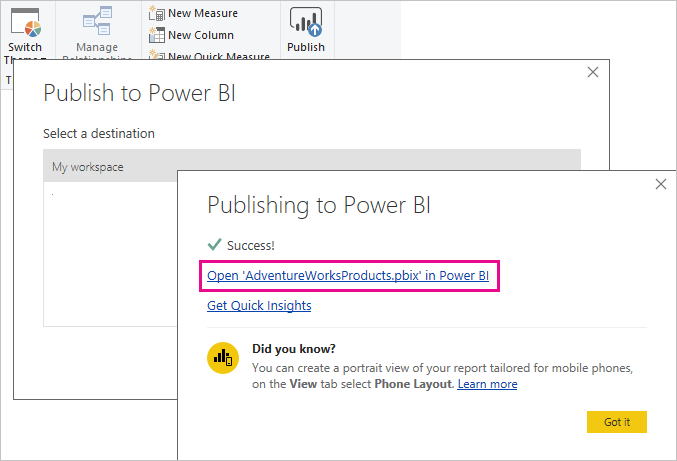 Switch
Theme
Manage
Relationships
New Measure
New Column
New Quick Measure
Publish
T
Publish to Power BI
Select a destination
My workspace
Publishing to Power BI
Success!
Open 'AdventureWorksProducts.pbix' in Power BI
Get Quick Insights
Did you know?
You can create a portrait view of your report tailored for mobile phones,
on the View tab select Phone Layout. Learn more
Got it